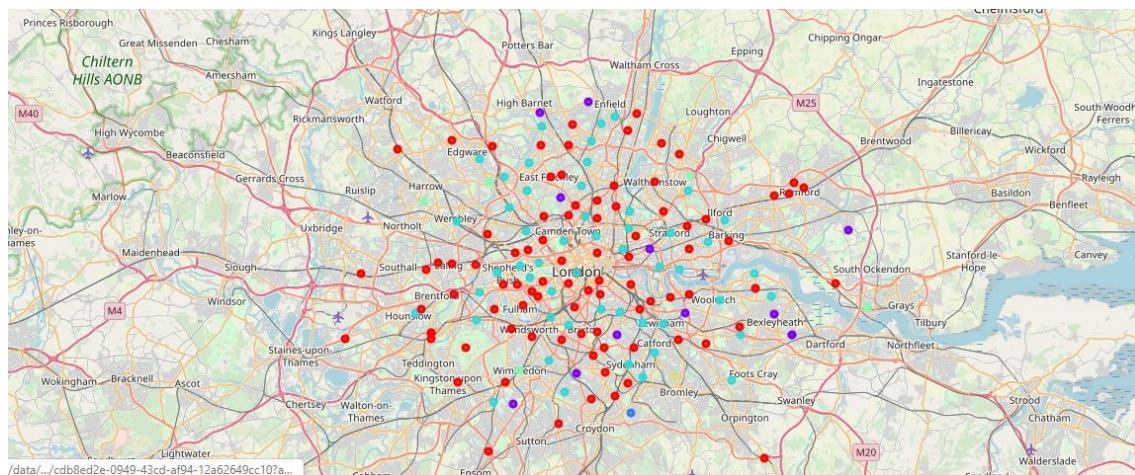 Chelmsford
Princes Risborough
Kings Langley
Great Missenden
Chesham
Potters Bar
Epping
Chipping Ongar
Chiltern
Hills AONB
Amersham
Waltham Cross
Ingatestone
M40
Watford
High Barnet
Enfield
Loughton
M25
Rickmansworth
Chigwell
South Woodh
Ferrers
High Wycombe
Edgware
Brentwood
Billericay
Wickford
Beaconsfield
Gerrards Cross
Harrow
East Finchley
Walthamstow
Romford
Rayleigh
Marlow
Ruislip
Basildon
Benfleet
Wembley
Ilford
Uxbridge
Northolt
Camden Town
Stratford
Barking
Maidenhead
Slough
Southall
Ealing
Shepherd's
Bush
London
South Ockendon
Stanford-le-
Hope
Canvey
Windsor
Brentford
Woolwich
Grays
M4
Hounslow
Fulham
Tilbury
Wandsworth
Brixton
Lewisham
Bexleyheath
Staines-upon
Thames
Teddington
Catford
Dartford
Northfleet
Wokingham
Bracknell
Ascot
Kingston upon
Thames
Wimbledon
Sydenham
Foots Cray
Chertsey
Walton-on-
Thames
Bromley
Swanley
Strood
Orpington
Chatham
Sutton
Croydon
Lightwater
M20
Walderslade
Epsom
/data/.../cdb8ed2e-0949-43cd-af94-12a62649cc10?a...